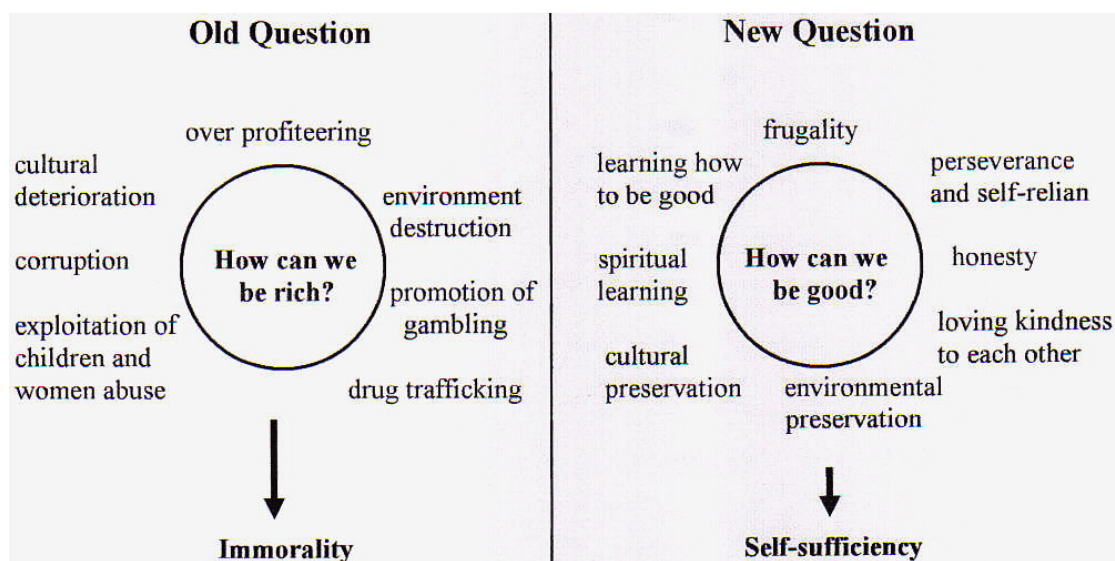 Old Question
over profiteering
cultural
deterioration
environment
destruction
corruption
How can we
be rich?
promotion of
gambling
exploitation of
children and
women abuse
drug trafficking
Immorality
New Question
frugality
learning how
to be good
perseverance
and self-relian
spiritual
learning
How can we
be good?
honesty
loving kindness
to each other
cultural
preservation
environmental
preservation
Self-sufficiency